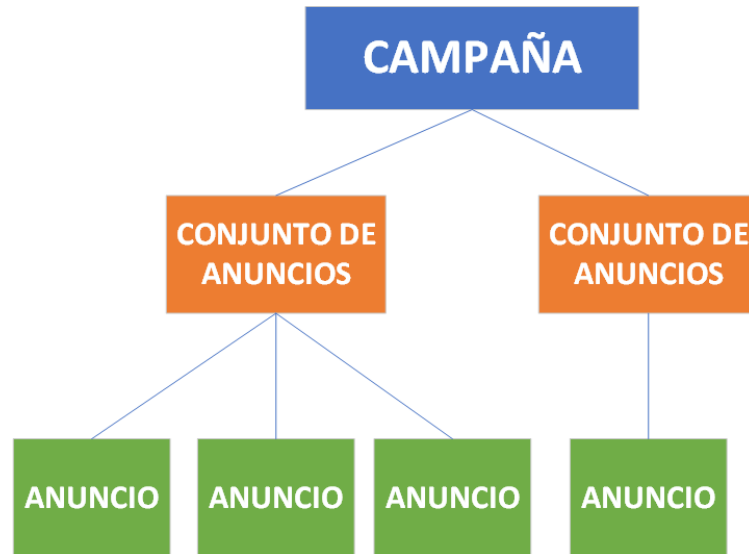 CAMPAÑA
CONJUNTO DE
ANUNCIOS
CONJUNTO DE
ANUNCIOS
ANUNCIO
ANUNCIO
ANUNCIO
ANUNCIO